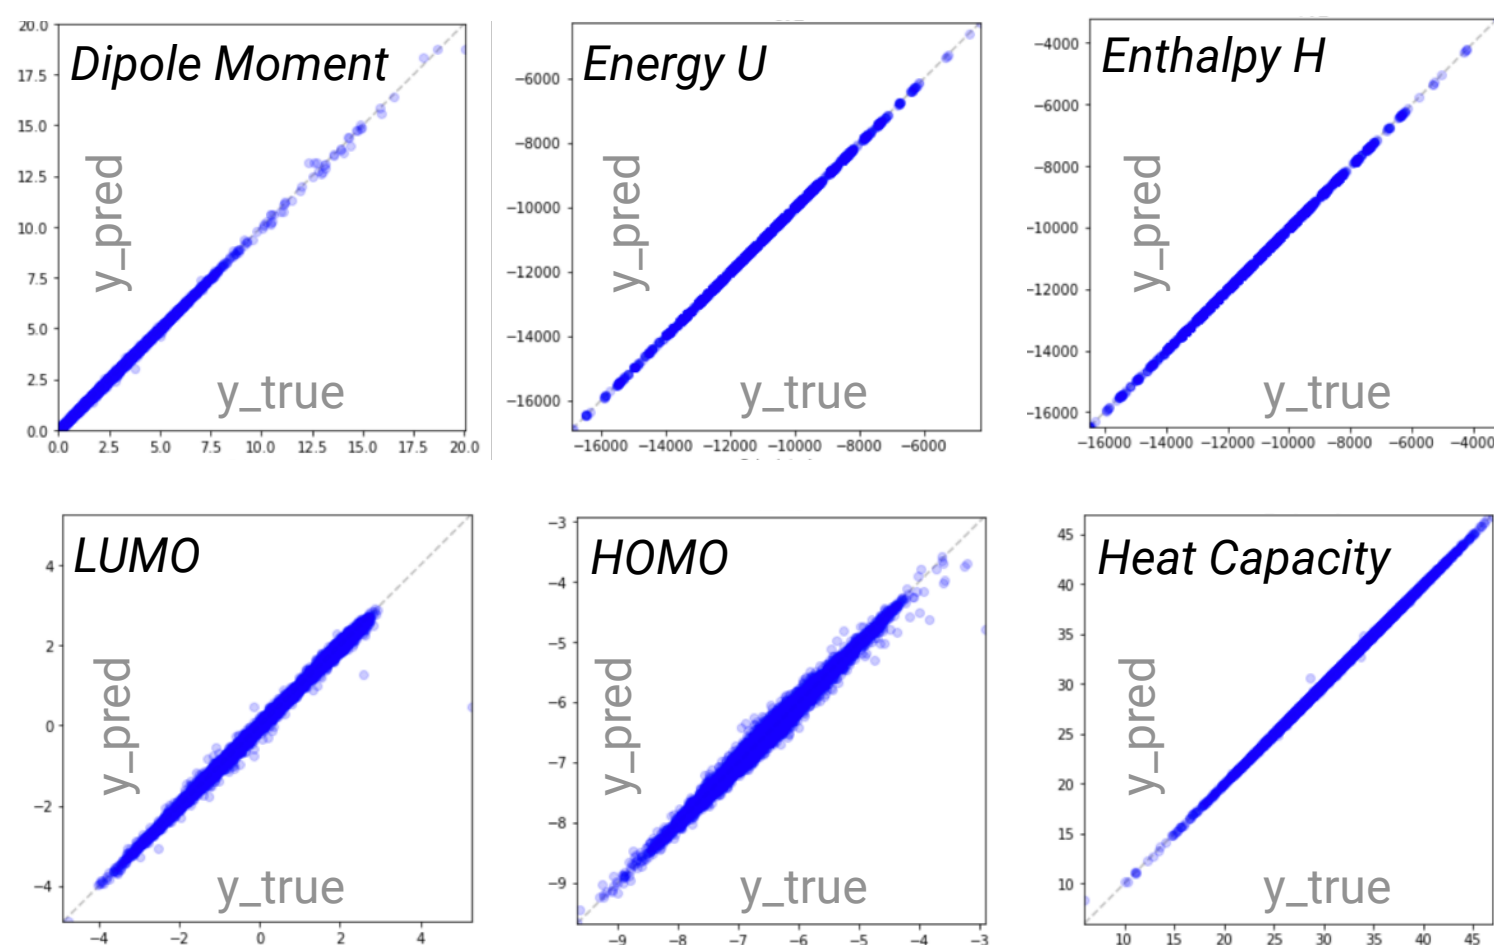 Dipole Moment
20.0
17.5
15.0
12.5
10.0
7.5
5.0
2.5
0.0
y_pred
y_true
0.0 2.5 5.0 7.5 10.0 12.5 15.0 17.5 20.0
Energy U
−6000
−8000
−10000
−12000
−14000
−16000
y_pred
y_true
−16000 −14000 −12000 −10000 −8000 −6000
Enthalpy H
−4000
−6000
−8000
−10000
−12000
−14000
−16000
y_pred
y_true
−16000 −14000 −12000 −10000 −8000 −6000 −4000
LUMO
4
2
0
−2
−4
y_pred
y_true
−4 −2 0 2 4
HOMO
−3
−4
−5
−6
−7
−8
−9
y_pred
y_true
−9 −8 −7 −6 −5 −4 −3
Heat Capacity
45
40
35
30
25
20
15
10
y_pred
y_true
10 15 20 25 30 35 40 45